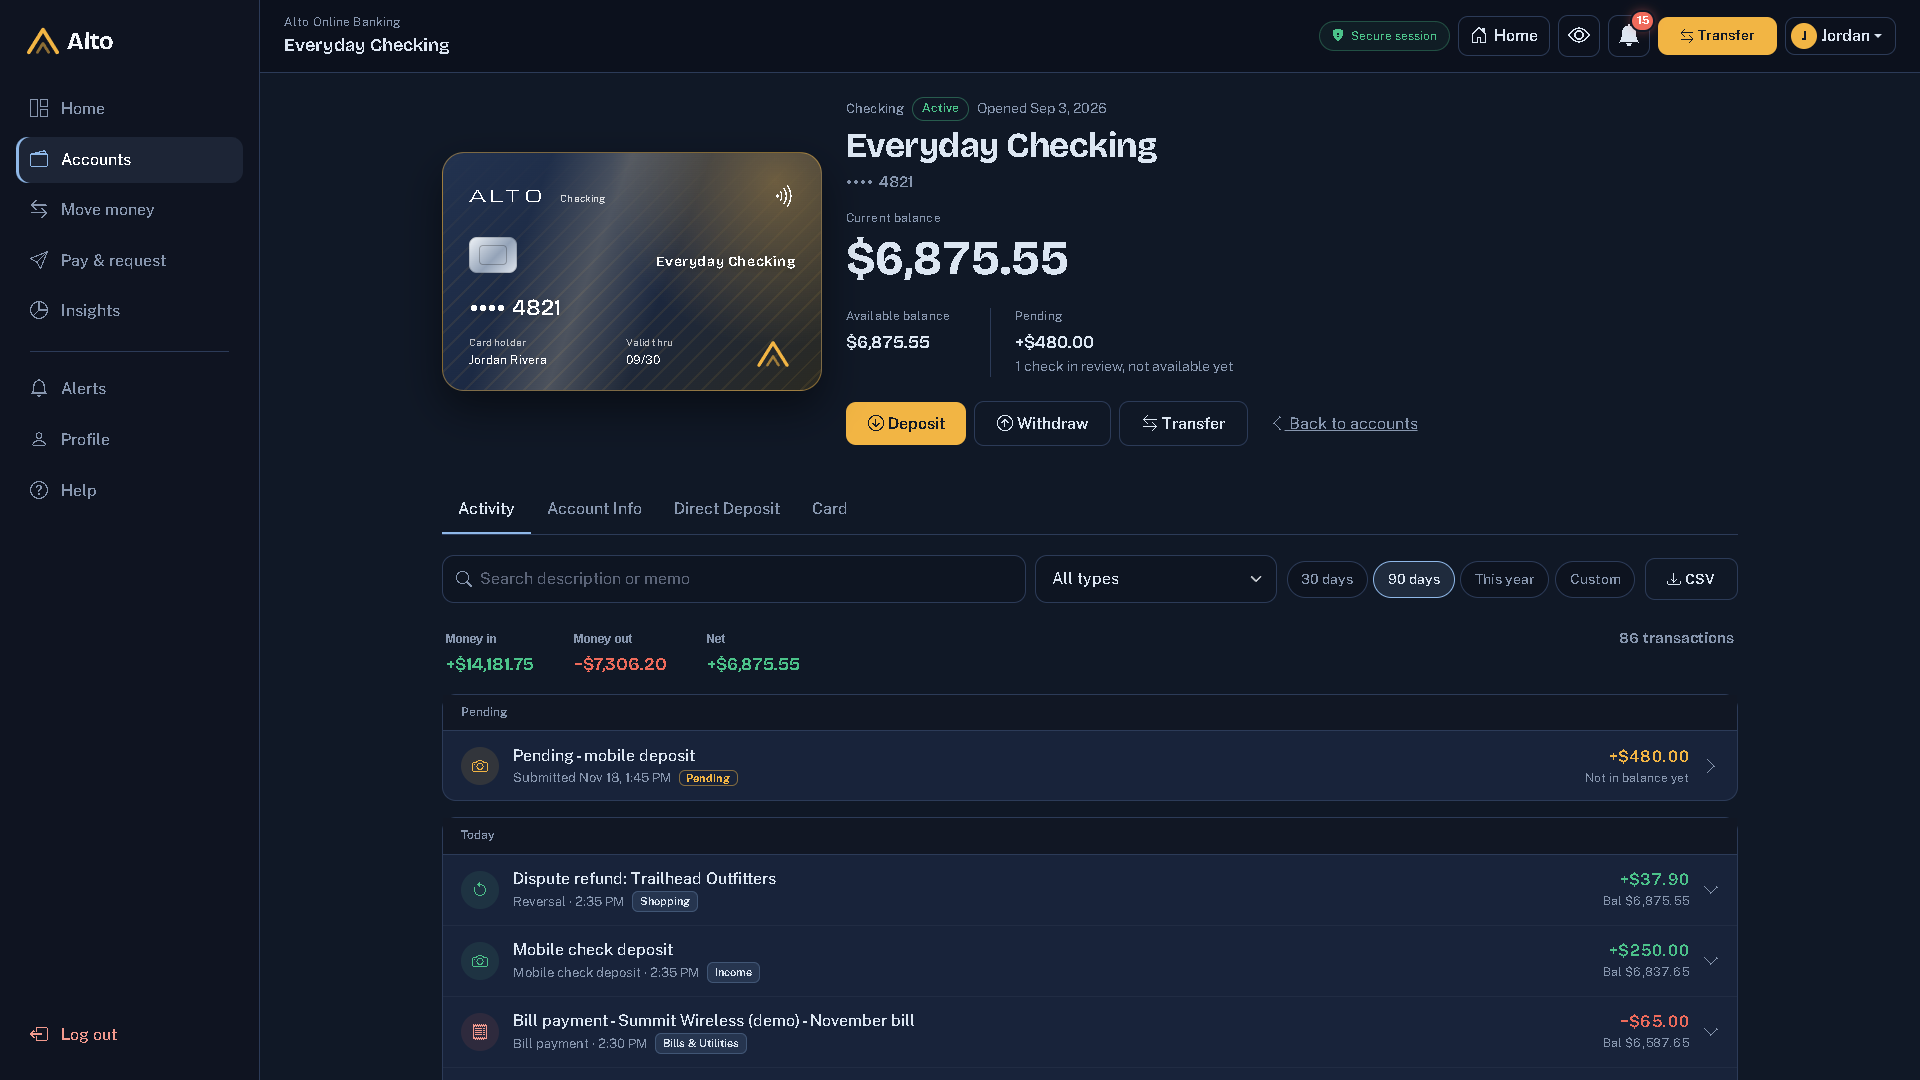 Alto
Home
Accounts
Move money
Pay & request
Insights
Alerts
Profile
Help
Log out
Alto Online Banking
Everyday Checking
Secure session
Home
15
Transfer
J
Jordan
ALTO Checking
Everyday Checking
•••• 4821
Cardholder
Jordan Rivera
Valid thru
09/30
Checking Active Opened Sep 3, 2026
Everyday Checking
•••• 4821
Current balance
$6,875.55
Available balance
$6,875.55
Pending
+$480.00
1 check in review, not available yet
Deposit
Withdraw
Transfer
Back to accounts
Activity
Account Info
Direct Deposit
Card
Search description or memo
All types
30 days
90 days
This year
Custom
CSV
Money in
+$14,181.75
Money out
−$7,306.20
Net
+$6,875.55
86 transactions
Pending
Pending - mobile deposit
Submitted Nov 18, 1:45 PM Pending
+$480.00
Not in balance yet
Today
Dispute refund: Trailhead Outfitters
Reversal · 2:35 PM Shopping
+$37.90
Bal $6,875.55
Mobile check deposit
Mobile check deposit · 2:35 PM Income
+$250.00
Bal $6,837.65
Bill payment - Summit Wireless (demo) - November bill
Bill payment · 2:30 PM Bills & Utilities
−$65.00
Bal $6,587.65